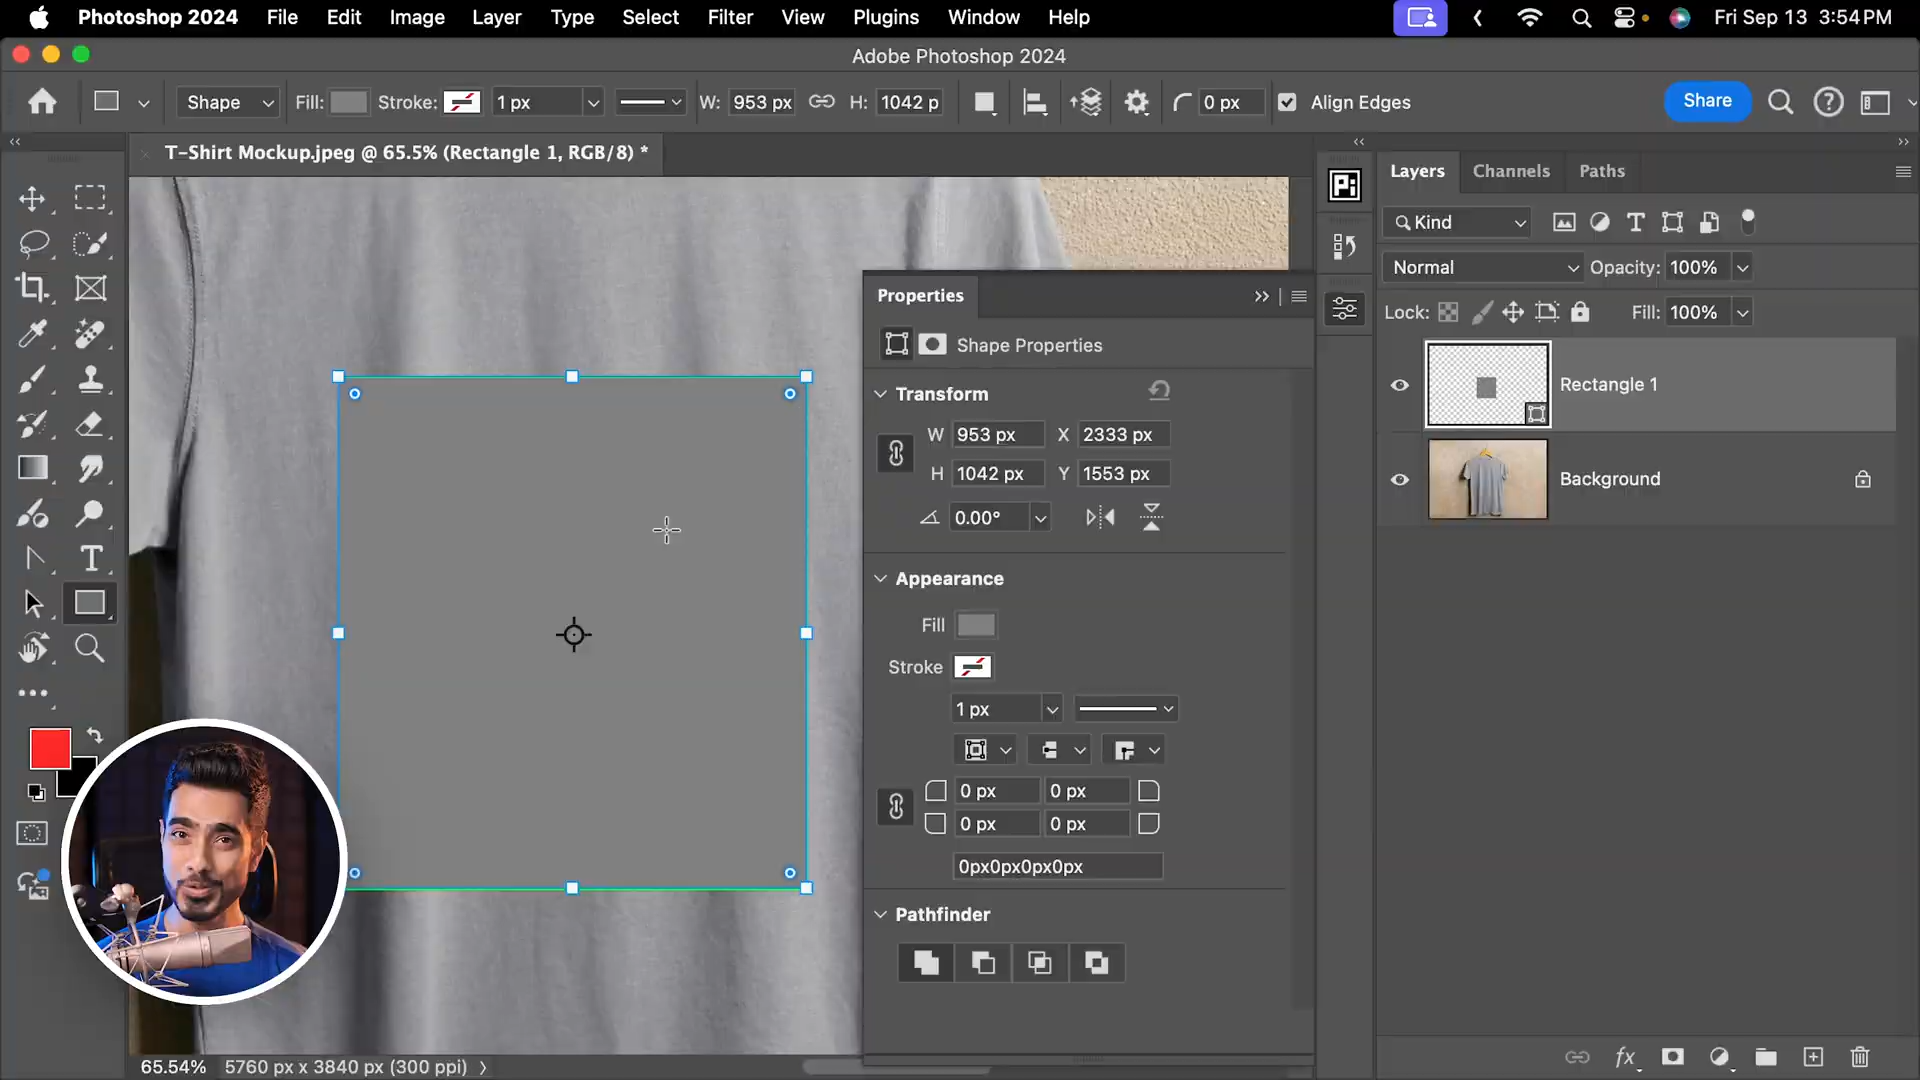 Photoshop 2024 File Edit Image Layer Type Select Filter View Plugins Window Help Fri Sep 13 3:54 PM
Adobe Photoshop 2024
Shape Fill: Stroke: 1 px W: 953 px H: 1042 p 0 px Align Edges Share
T-Shirt Mockup.jpeg @ 65.5% (Rectangle 1, RGB/8) *
Layers Channels Paths
Kind
Normal Opacity: 100%
Lock: Fill: 100%
Rectangle 1
Background
Properties
Shape Properties
Transform
W 953 px X 2333 px
H 1042 px Y 1553 px
0.00°
Appearance
Fill
Stroke
1 px
0 px 0 px
0 px 0 px
0px0px0px0px
Pathfinder
Pi
T
T
fx
65.54% 5760 px x 3840 px (300 ppi)